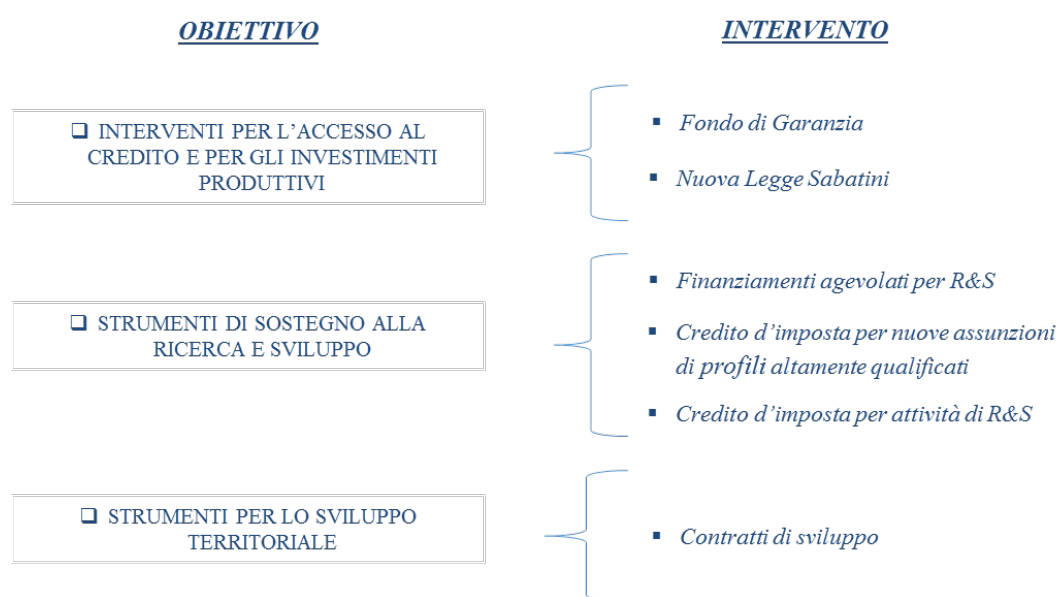 OBIETTIVO
INTERVENTO
❑ INTERVENTI PER L’ACCESSO AL
CREDITO E PER GLI INVESTIMENTI
PRODUTTIVI
▪ Fondo di Garanzia
▪ Nuova Legge Sabatini
❑ STRUMENTI DI SOSTEGNO ALLA
RICERCA E SVILUPPO
▪ Finanziamenti agevolati per R&S
▪ Credito d’imposta per nuove assunzioni
di profili altamente qualificati
▪ Credito d’imposta per attività di R&S
❑ STRUMENTI PER LO SVILUPPO
TERRITORIALE
▪ Contratti di sviluppo